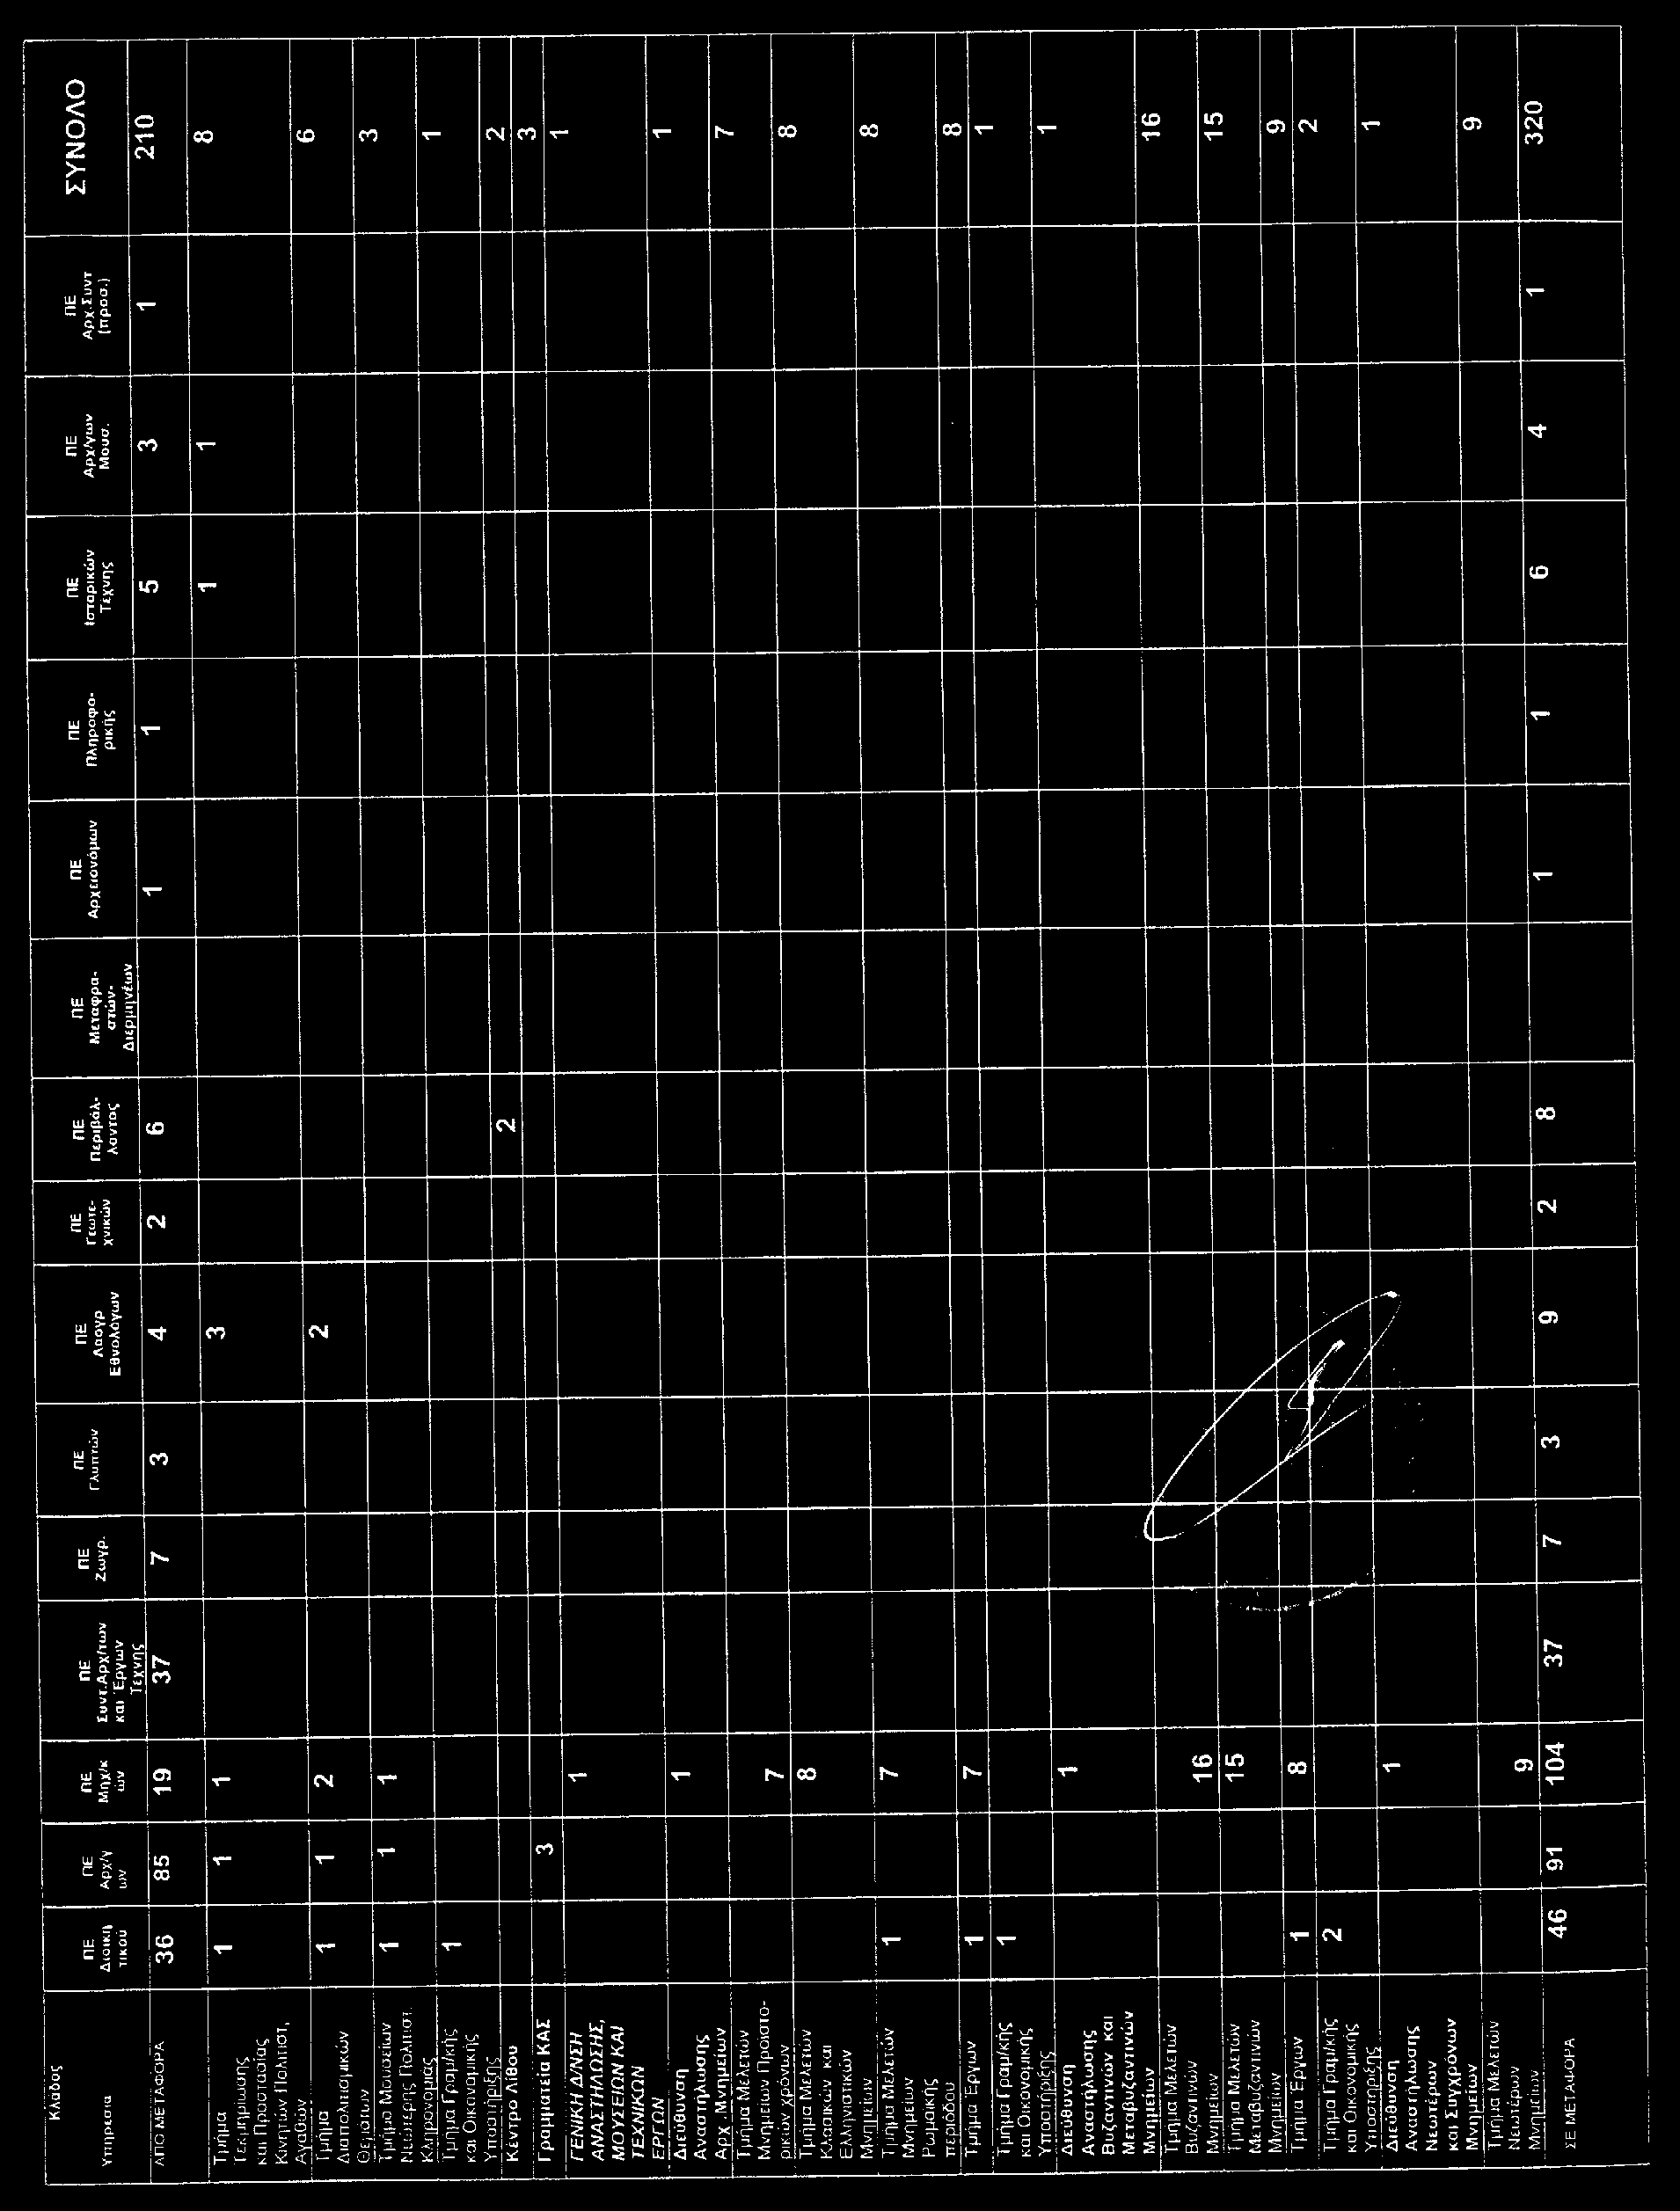 Κλάδος
Υπηρεσία
ΠΕ
Διοικη
τικού
ΠΕ
Αρχ/γ
ων
ΠΕ
Μηχ/κ
ών
ΠΕ
Συντ.Αρχ/των
και Έργων
Τεχνης
ΠΕ
Ζωγρ.
ΠΕ
Γλυπτών
ΠΕ
Λαογρ
Εθνολόγων
ΠΕ
Γεωτε-
χνικών
ΠΕ
Περιβάλ-
λοντος
ΠΕ
Μεταφρα-
στών-
Διερμηνέων
ΠΕ
Αρχειονόμων
ΠΕ
Πληροφο-
ρικής
ΠΕ
Ιστορικών
Τεχνης
ΠΕ
Αρχ/γων
Μουσ.
ΠΕ
Αρχ.Συντ
(προσ.)
ΣΥΝΟΛΟ
ΑΠΟ ΜΕΤΑΦΟΡΑ 36 85 19 37 7 3 4 2 6 1 1 5 3 1 210
Τμήμα
Τεκμηρίωσης
και Προστασίας
Κινητών Πολιτιστ.
Αγαθών
1 1 1 3 1 1 8
Τμήμα
Διαπολιτισμικών
Θεμάτων
1 1 2 2 6
Τμήμα Μουσείων
Νεότερης Πολιτιστ.
Κληρονομιάς
1 1 1 3
Τμήμα Γραμ/κής
και Οικονομικής
Υποστήριξης
1 1
Κέντρο Λίθου 2 2
Γραμματεία ΚΑΣ 3 3
ΓΕΝΙΚΗ Δ/ΝΣΗ
ΑΝΑΣΤΗΛΩΣΗΣ,
ΜΟΥΣΕΙΩΝ ΚΑΙ
ΤΕΧΝΙΚΩΝ
ΕΡΓΩΝ
1 1
Διεύθυνση
Αναστήλωσης
Αρχ.Μνημείων
1 1
Τμήμα Μελετών
Μνημείων Προϊστο-
ρικών χρόνων
7 7
Τμήμα Μελετών
Κλασικών και
Ελληνιστικών
Μνημείων
8 8
Τμήμα Μελετών
Μνημείων
Ρωμαϊκής
περιόδου
1 7 8
Τμήμα Έργων 1 7 8
Τμήμα Γραμ/κής
και Οικονομικής
Υποστήριξης
1 1
Διεύθυνση
Αναστήλωσης
Βυζαντινών και
Μεταβυζαντινών
Μνημείων
1 1
Τμήμα Μελετών
Βυζαντινών
Μνημείων
16 16
Τμήμα Μελετών
Μεταβυζαντινών
Μνημείων
15 15
Τμήμα Έργων 1 8 9
Τμήμα Γραμ/κής
και Οικονομικής
Υποστήριξης
2 2
Διεύθυνση
Αναστήλωσης
Νεωτέρων
και Συγχρόνων
Μνημείων
1 1
Τμήμα Μελετών
Νεωτέρων
Μνημείων
9 9
ΣΕ ΜΕΤΑΦΟΡΑ 46 91 104 37 7 3 9 2 8 1 1 6 4 1 320